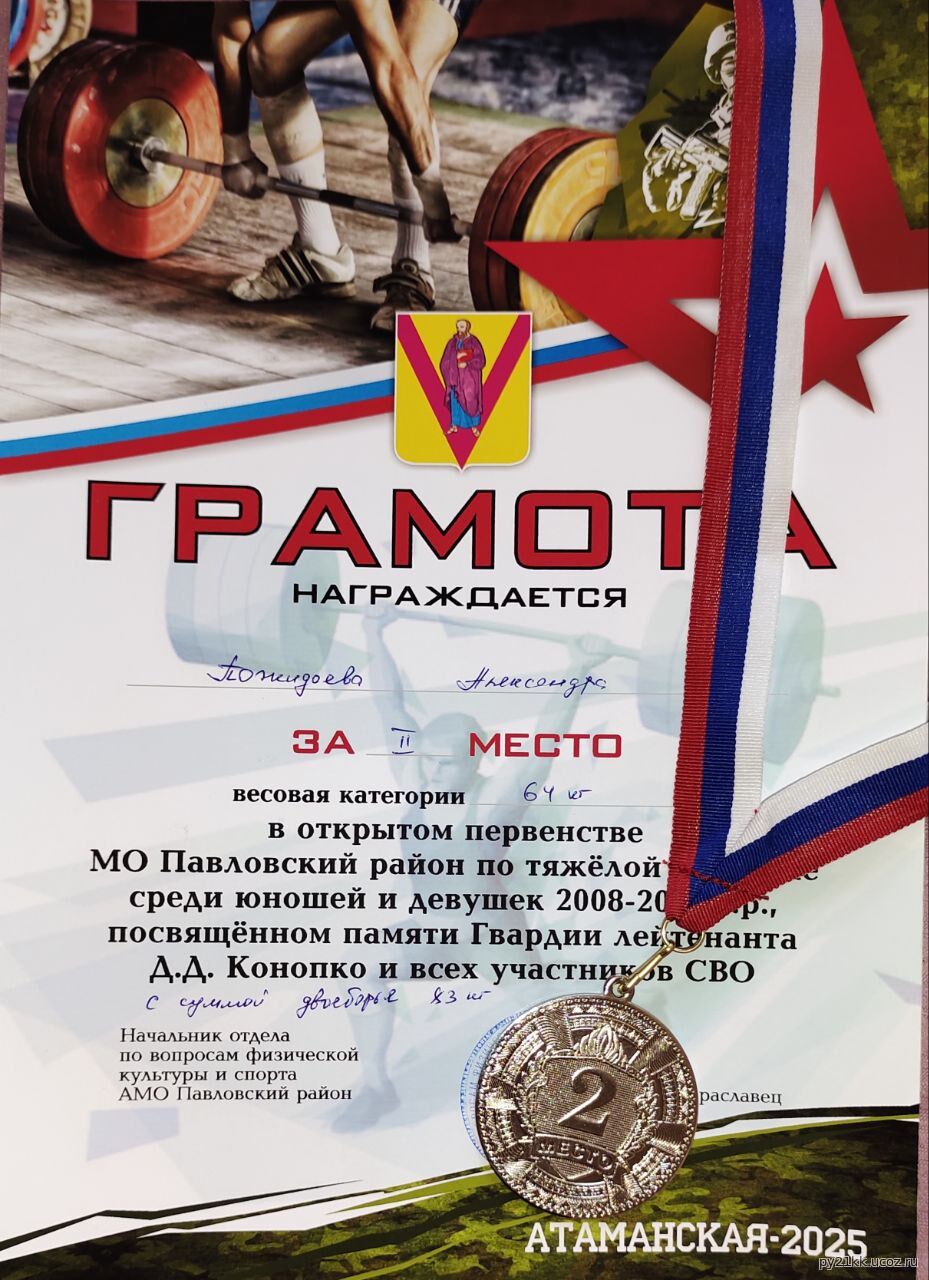 ГРАМОТА
НАГРАЖДАЕТСЯ
Пожидаева Александра
ЗА II МЕСТО
весовая категории 64 кг
в открытом первенстве
МО Павловский район по тяжёлой
среди юношей и девушек 2008-20 .р.,
посвящённом памяти Гвардии лейтенанта
Д.Д. Конопко и всех участников СВО
с суммой двоеборье 83 кг
Начальник отдела
по вопросам физической
культуры и спорта
АМО Павловский район
раславец
2
МЕСТО
АТАМАНСКАЯ-2025
py21kk.ucoz.ru